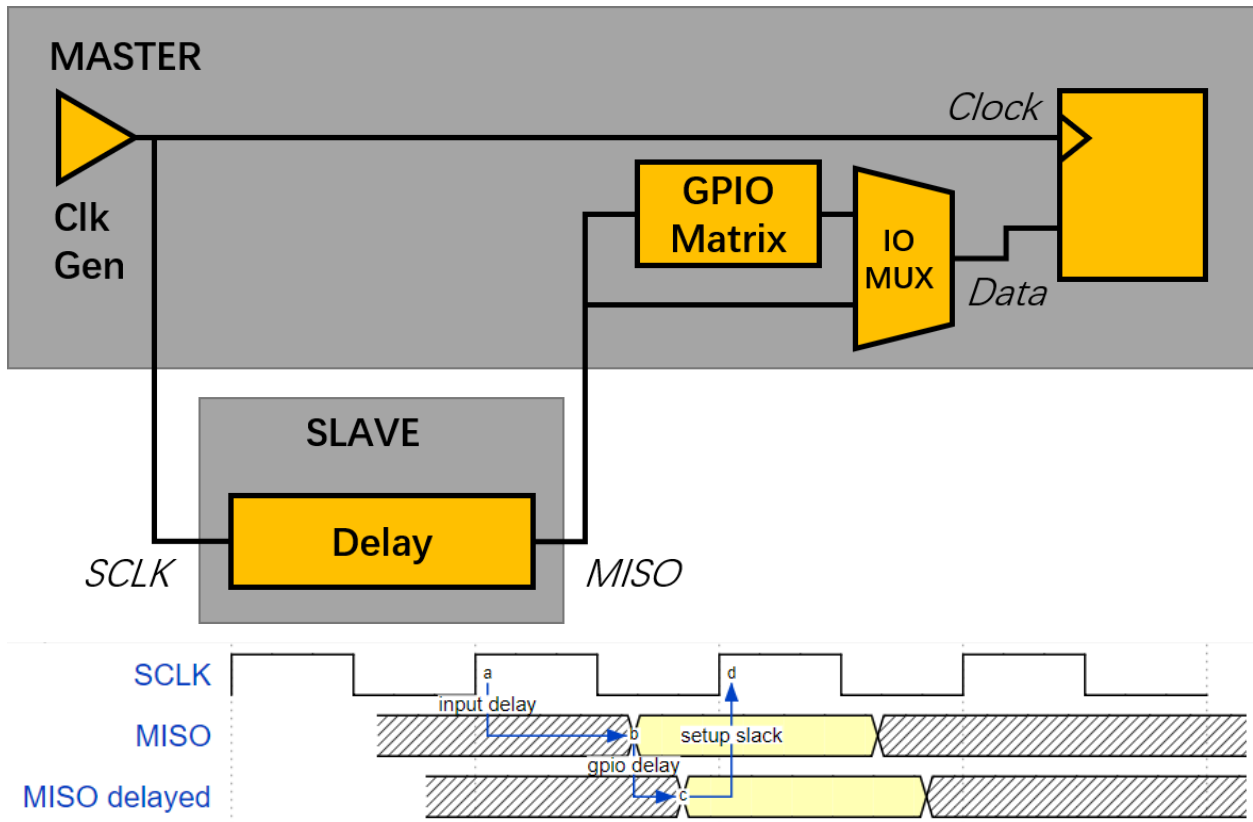 MASTER
Clk
Gen
Clock
GPIO
Matrix
IO
MUX
Data
SLAVE
Delay
SCLK
MISO
SCLK
a
d
input delay
MISO
b
setup slack
gpio delay
MISO delayed
c